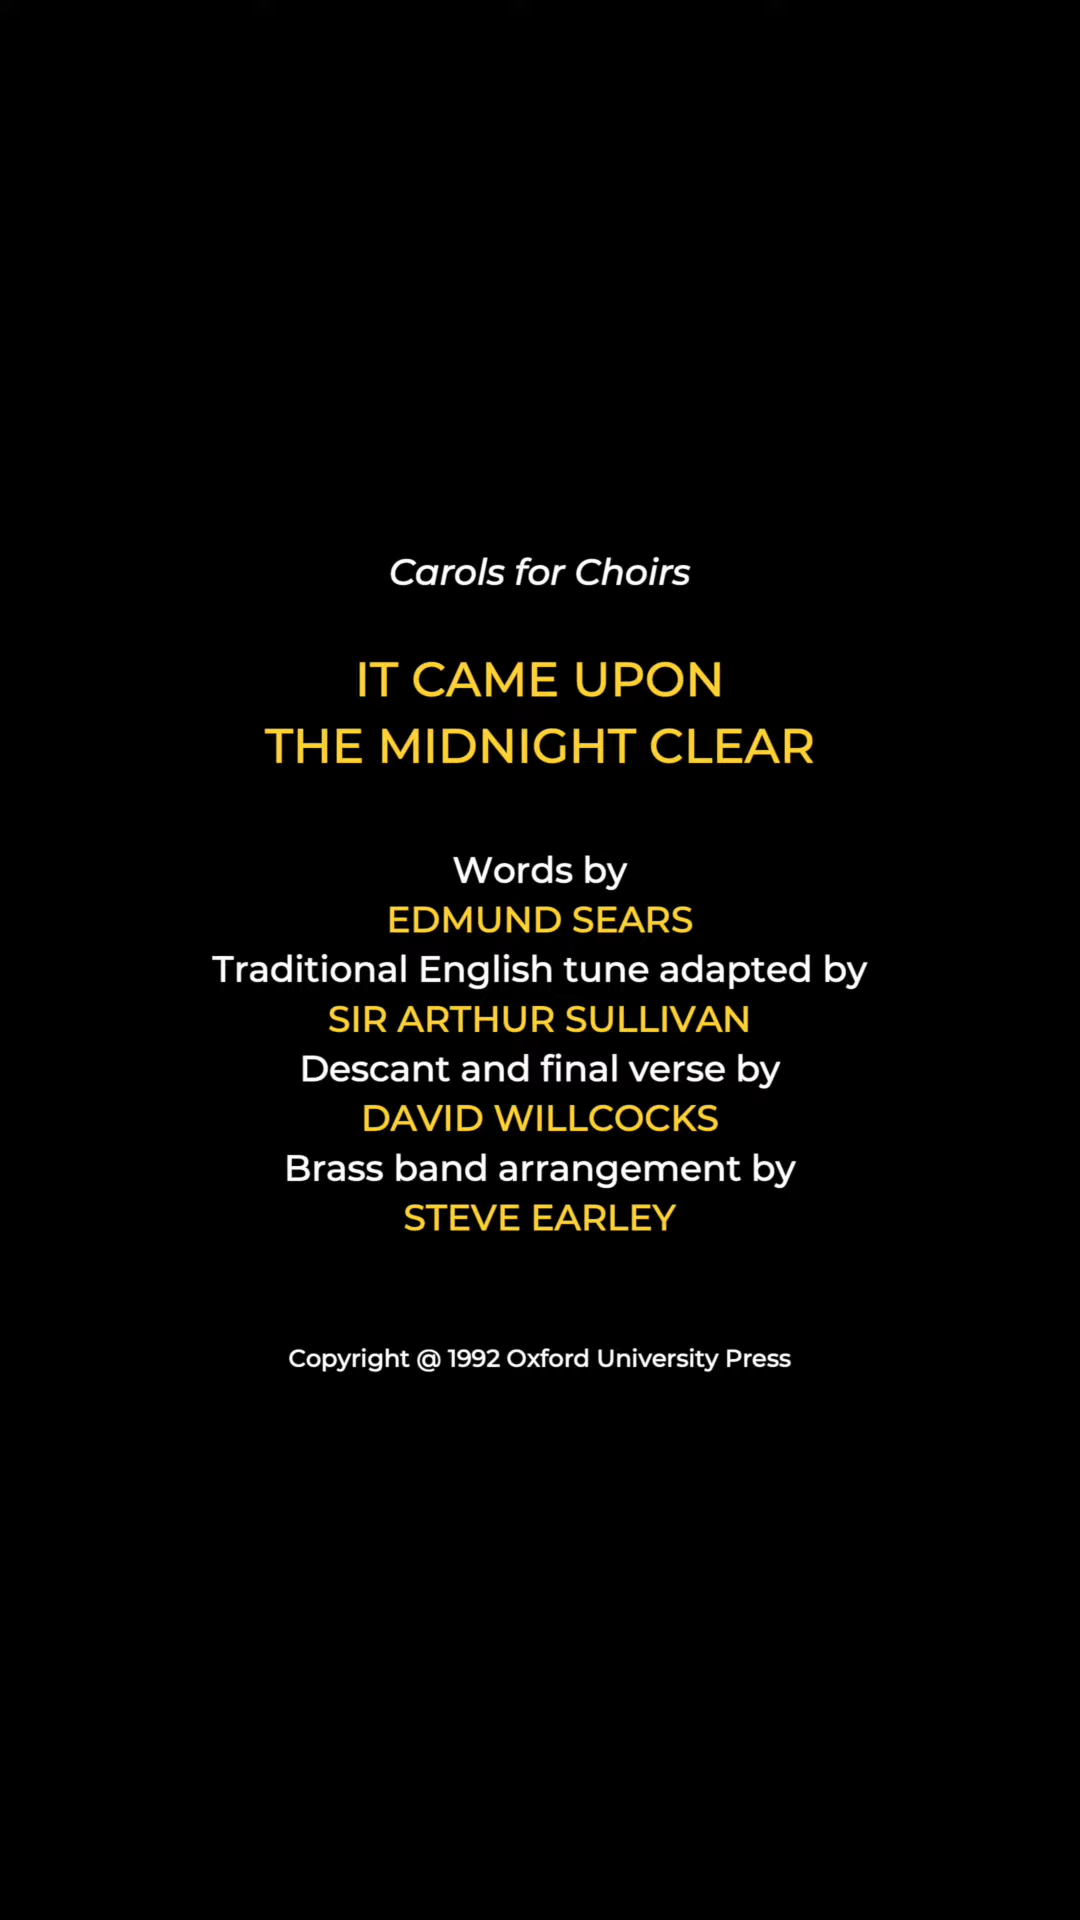 Carols for Choirs
IT CAME UPON
THE MIDNIGHT CLEAR
Words by
EDMUND SEARS
Traditional English tune adapted by
SIR ARTHUR SULLIVAN
Descant and final verse by
DAVID WILLCOCKS
Brass band arrangement by
STEVE EARLEY
Copyright @ 1992 Oxford University Press